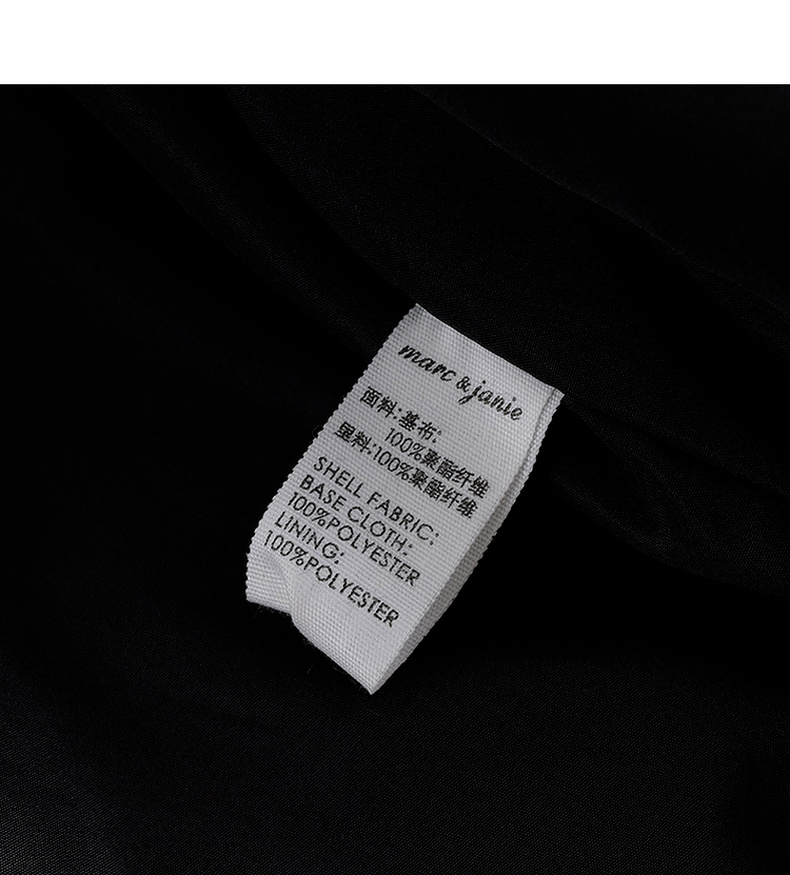 marc & janie
面料:基布:
100%聚酯纤维
里料:100%聚酯纤维
SHELL FABRIC:
BASE CLOTH:
100%POLYESTER
LINING:
100%POLYESTER